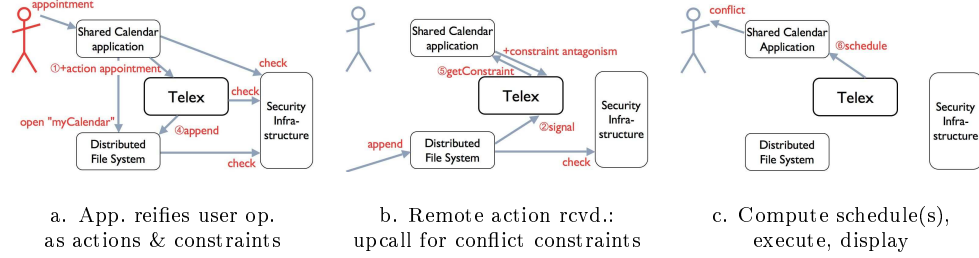 appointment
Shared Calendar
application
①+action appointment
check
Telex
check
Security
Infra-
structure
open "myCalendar"
④append
Distributed
File System
check
a. App. reifies user op.
as actions & constraints
Shared Calendar
application
+constraint antagonism
⑤getConstraint
Telex
Security
Infra-
structure
②signal
append
Distributed
File System
check
b. Remote action rcvd.:
upcall for conflict constraints
conflict
Shared Calendar
Application
⑥schedule
Telex
Security
Infra-
structure
Distributed
File System
c. Compute schedule(s),
execute, display